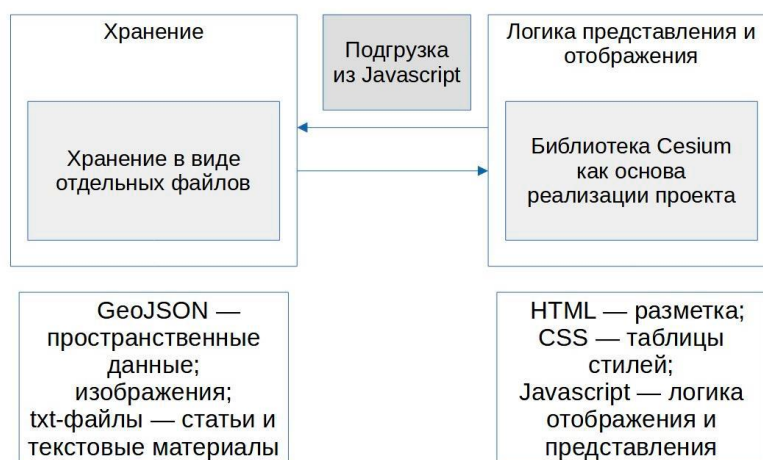 Хранение
Подгрузка
из Javascript
Логика представления и
отображения
Хранение в виде
отдельных файлов
Библиотека Cesium
как основа
реализации проекта
GeoJSON —
пространственные
данные;
изображения;
txt-файлы — статьи и
текстовые материалы
HTML — разметка;
CSS — таблицы
стилей;
Javascript — логика
отображения и
представления